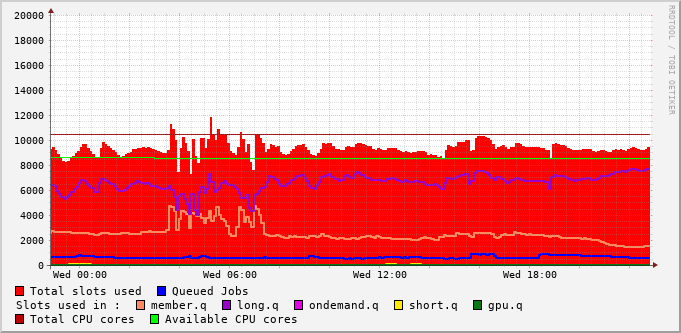 RRDTOOL / TOBI OETIKER
20000
18000
16000
14000
12000
10000
8000
6000
4000
2000
0
Wed 00:00 Wed 06:00 Wed 12:00 Wed 18:00
Total slots used Queued Jobs
Slots used in : member.q long.q ondemand.q short.q gpu.q
Total CPU cores Available CPU cores